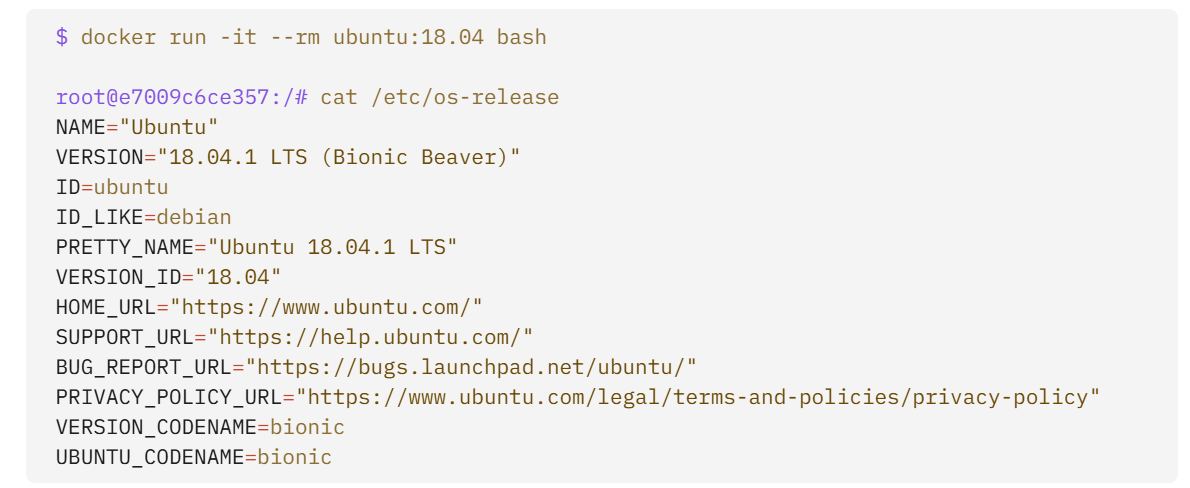 $ docker run -it --rm ubuntu:18.04 bash
root@e7009c6ce357:/# cat /etc/os-release
NAME="Ubuntu"
VERSION="18.04.1 LTS (Bionic Beaver)"
ID=ubuntu
ID_LIKE=debian
PRETTY_NAME="Ubuntu 18.04.1 LTS"
VERSION_ID="18.04"
HOME_URL="https://www.ubuntu.com/"
SUPPORT_URL="https://help.ubuntu.com/"
BUG_REPORT_URL="https://bugs.launchpad.net/ubuntu/"
PRIVACY_POLICY_URL="https://www.ubuntu.com/legal/terms-and-policies/privacy-policy"
VERSION_CODENAME=bionic
UBUNTU_CODENAME=bionic